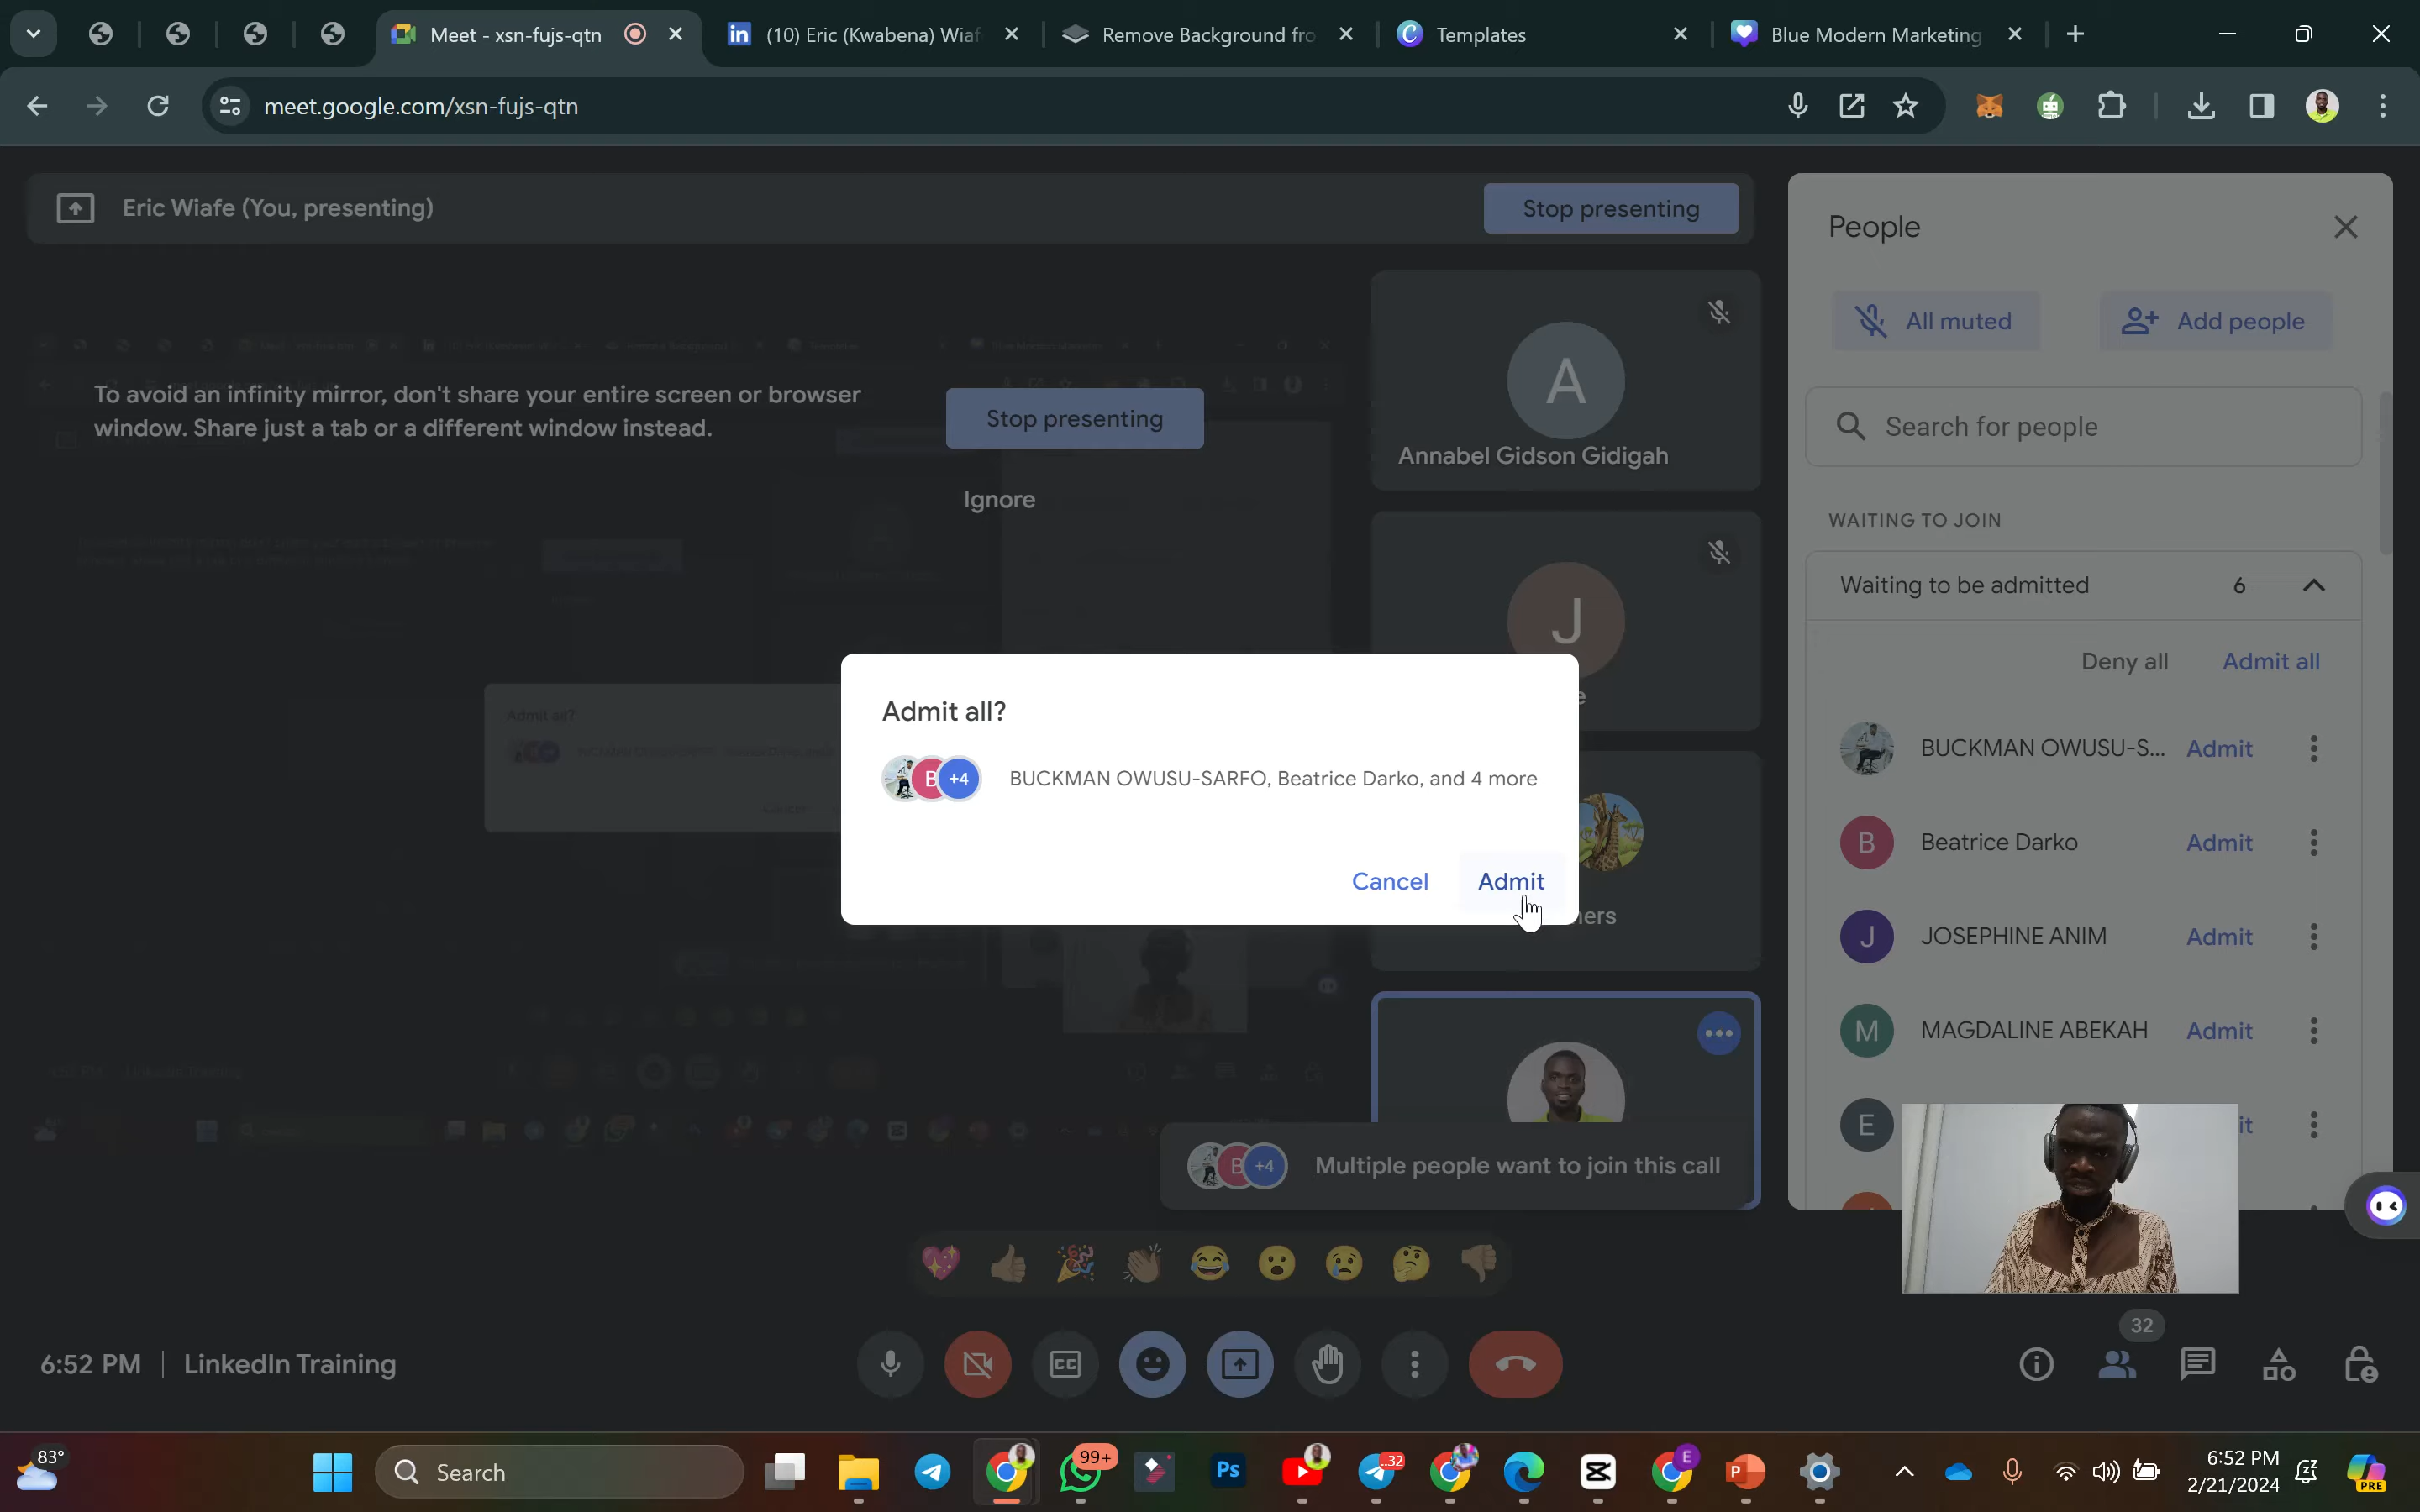 Meet - xsn-fujs-qtn
(10) Eric (Kwabena) Wiaf
Remove Background fro
Templates
Blue Modern Marketing
meet.google.com/xsn-fujs-qtn
Eric Wiafe (You, presenting)
Stop presenting
People
All muted
Add people
To avoid an infinity mirror, don't share your entire screen or browser
window. Share just a tab or a different window instead.
Stop presenting
Ignore
A
Annabel Gidson Gidigah
Search for people
WAITING TO JOIN
Waiting to be admitted 6
Deny all Admit all
J
Admit all?
B +4 BUCKMAN OWUSU-SARFO, Beatrice Darko, and 4 more
Cancel Admit
BUCKMAN OWUSU-S... Admit
B Beatrice Darko Admit
J JOSEPHINE ANIM Admit
M MAGDALINE ABEKAH Admit
E
B +4 Multiple people want to join this call
6:52 PM | LinkedIn Training
CC
32
83°
Search
99+
Ps
..32
E
P
6:52 PM
2/21/2024
PRE